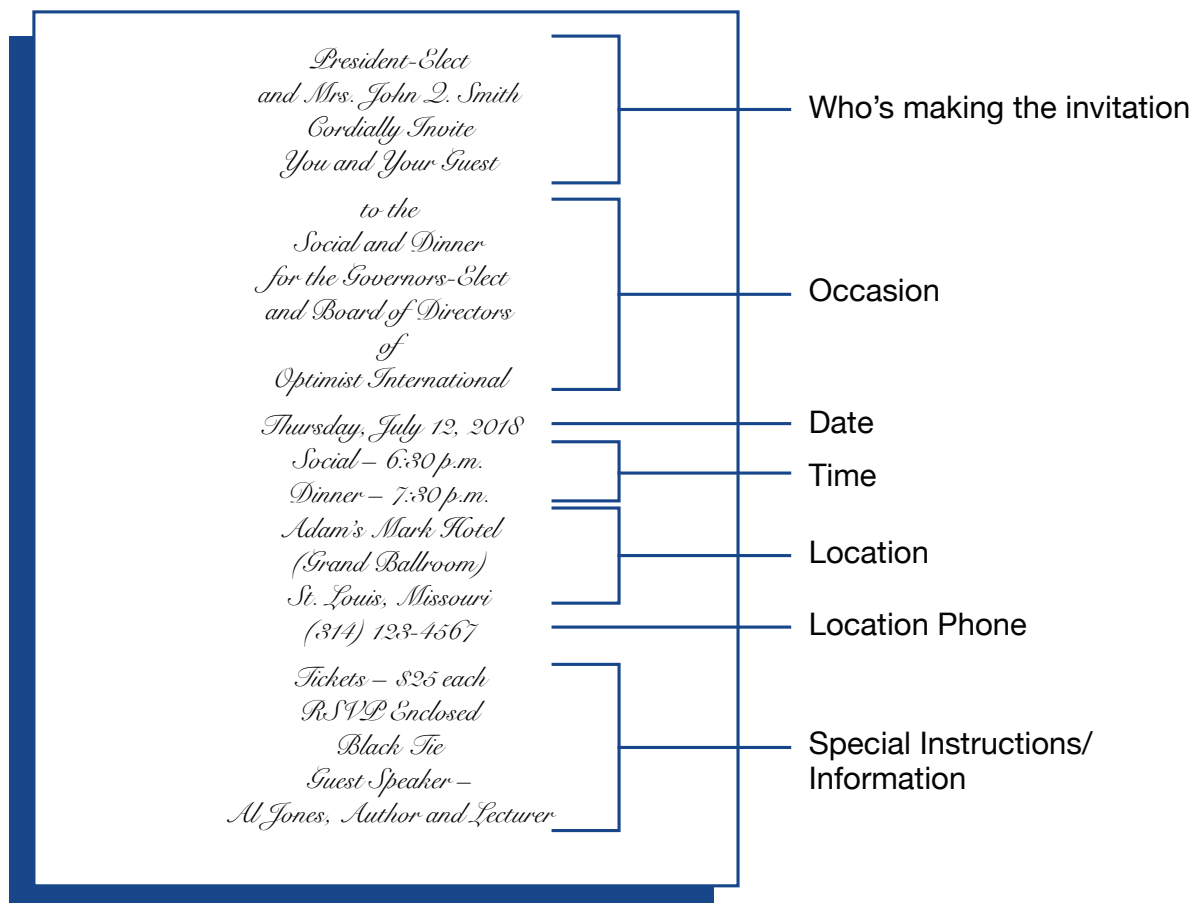 President-Elect
and Mrs. John Q. Smith
Cordially Invite
You and Your Guest
to the
Social and Dinner
for the Governors-Elect
and Board of Directors
of
Optimist International
Thursday, July 12, 2018
Social – 6:30 p.m.
Dinner – 7:30 p.m.
Adam's Mark Hotel
(Grand Ballroom)
St. Louis, Missouri
(314) 123-4567
Tickets – $25 each
RSVP Enclosed
Black Tie
Guest Speaker –
Al Jones, Author and Lecturer
Who's making the invitation
Occasion
Date
Time
Location
Location Phone
Special Instructions/
Information